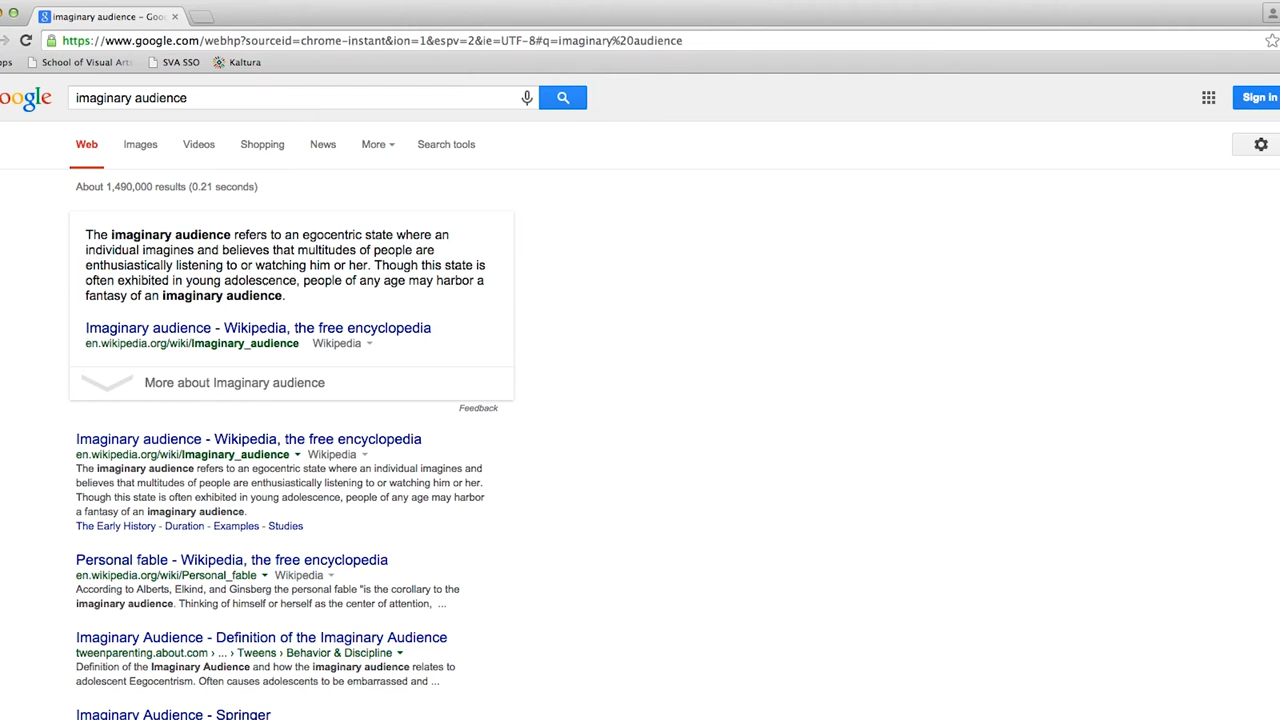 imaginary audience - Goo
https://www.google.com/webhp?sourceid=chrome-instant&ion=1&espv=2&ie=UTF-8#q=imaginary%20audience
pps School of Visual Arts SVA SSO Kaltura
oogle imaginary audience Sign in
Web Images Videos Shopping News More Search tools
About 1,490,000 results (0.21 seconds)
The imaginary audience refers to an egocentric state where an
individual imagines and believes that multitudes of people are
enthusiastically listening to or watching him or her. Though this state is
often exhibited in young adolescence, people of any age may harbor a
fantasy of an imaginary audience.
Imaginary audience - Wikipedia, the free encyclopedia
en.wikipedia.org/wiki/Imaginary_audience Wikipedia
More about Imaginary audience
Feedback
Imaginary audience - Wikipedia, the free encyclopedia
en.wikipedia.org/wiki/Imaginary_audience Wikipedia
The imaginary audience refers to an egocentric state where an individual imagines and
believes that multitudes of people are enthusiastically listening to or watching him or her.
Though this state is often exhibited in young adolescence, people of any age may harbor
a fantasy of an imaginary audience.
The Early History - Duration - Examples - Studies
Personal fable - Wikipedia, the free encyclopedia
en.wikipedia.org/wiki/Personal_fable Wikipedia
According to Alberts, Elkind, and Ginsberg the personal fable "is the corollary to the
imaginary audience. Thinking of himself or herself as the center of attention, ...
Imaginary Audience - Definition of the Imaginary Audience
tweenparenting.about.com › ... › Tweens › Behavior & Discipline
Definition of the Imaginary Audience and how the imaginary audience relates to
adolescent Eegocentrism. Often causes adolescents to be embarrassed and ...
Imaginary Audience - Springer